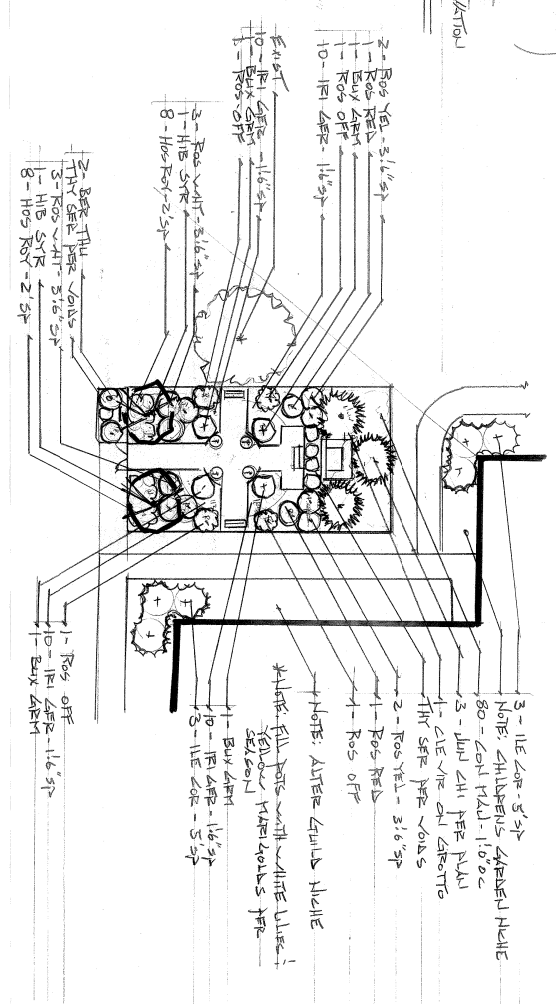 2 - ROS YEL - 3'6" SP
1 - ROS RED
1 - BUX GRM
1 - ROS OFF
10 - IRI GER - 1'6" SP
EXIST
10 - IRI GER - 1'6" SP
1 - BUX GRM
1 - ROS OFF
3 - ROS WHT - 3'6" SP
1 - HIB SYR
8 - HOS ROY - 2' SP
2 - BER THU
THY SER PER VOIDS
3 - ROS WHT - 3'6" SP
1 - HIB SYR
8 - HOS ROY - 2' SP
3 - ILE COR - 5' SP
NOTE: CHILDRENS GARDEN NICHE
80 - CON MAJ - 1'0" OC
3 - JUN CHI PER PLAN
1 - CLE VIR ON GROTTO
THY SER PER VOIDS
2 - ROS YEL - 3'6" SP
1 - ROS RED
1 - ROS OFF
NOTE: ALTER GUILD NICHE
*NOTE: FILL POTS WITH WHITE LILIES :
YELLOW MARIGOLDS PER
SEASON
1 - BUX GRM
10 - IRI GER - 1'6" SP
3 - ILE COR - 5' SP
1 - ROS OFF
10 - IRI GER - 1'6" SP
1 - BUX GRM